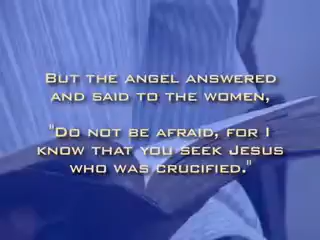 But the angel answered
and said to the women,
"Do not be afraid, for I
know that you seek Jesus
who was crucified."